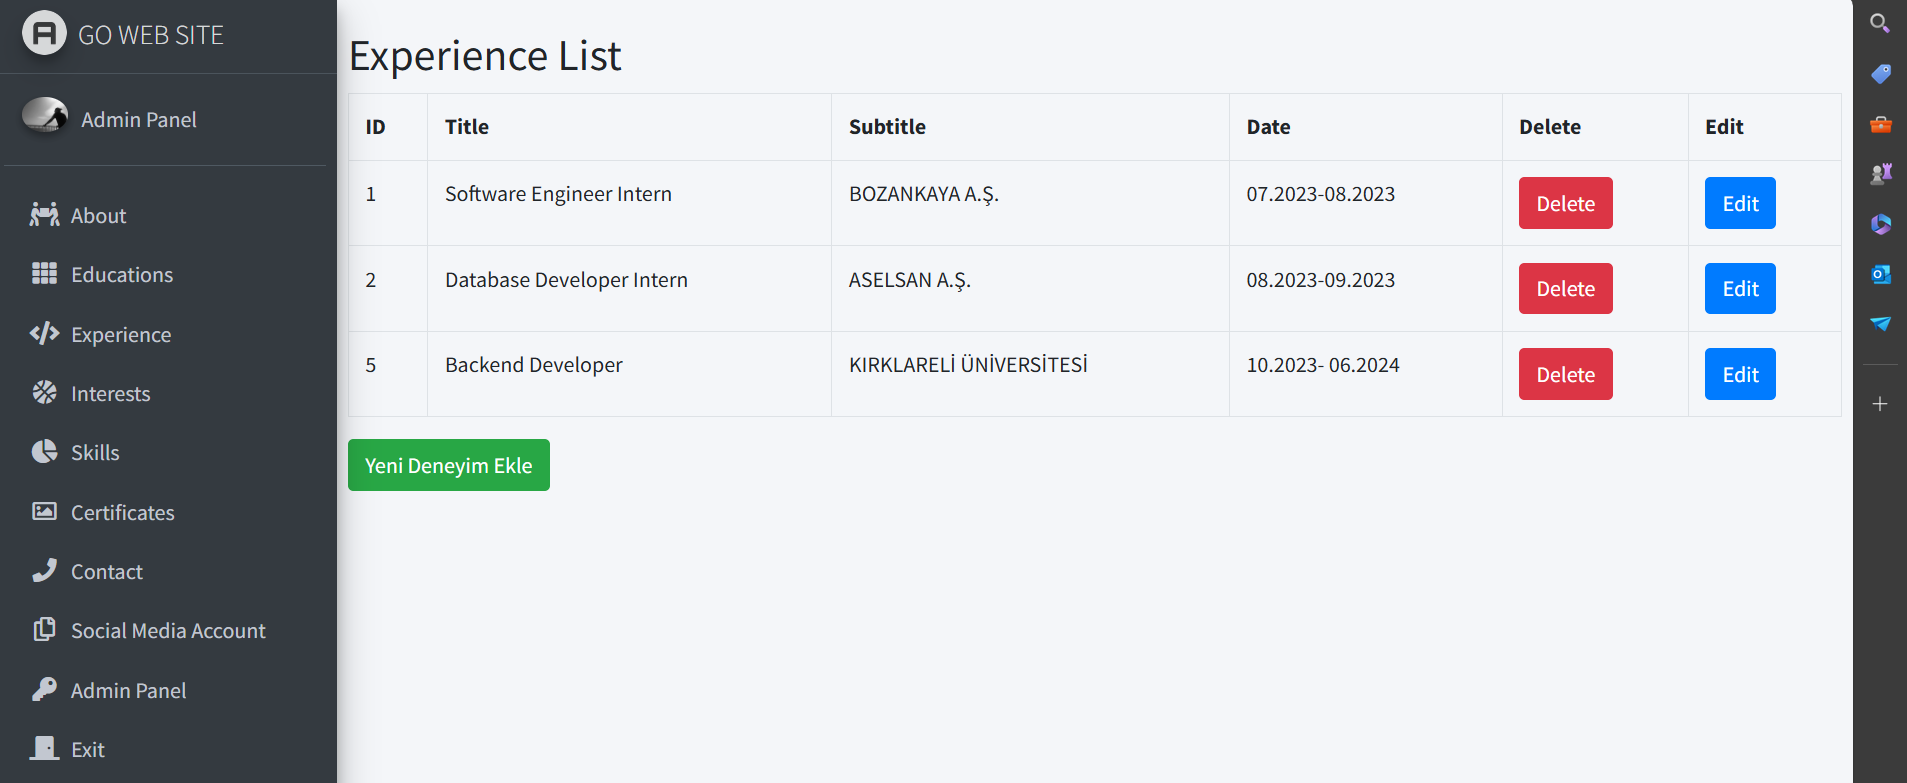 GO WEB SITE
Admin Panel
About
Educations
Experience
Interests
Skills
Certificates
Contact
Social Media Account
Admin Panel
Exit
Experience List
ID Title Subtitle Date Delete Edit
1 Software Engineer Intern BOZANKAYA A.Ş. 07.2023-08.2023 Delete Edit
2 Database Developer Intern ASELSAN A.Ş. 08.2023-09.2023 Delete Edit
5 Backend Developer KIRKLARELİ ÜNİVERSİTESİ 10.2023- 06.2024 Delete Edit
Yeni Deneyim Ekle